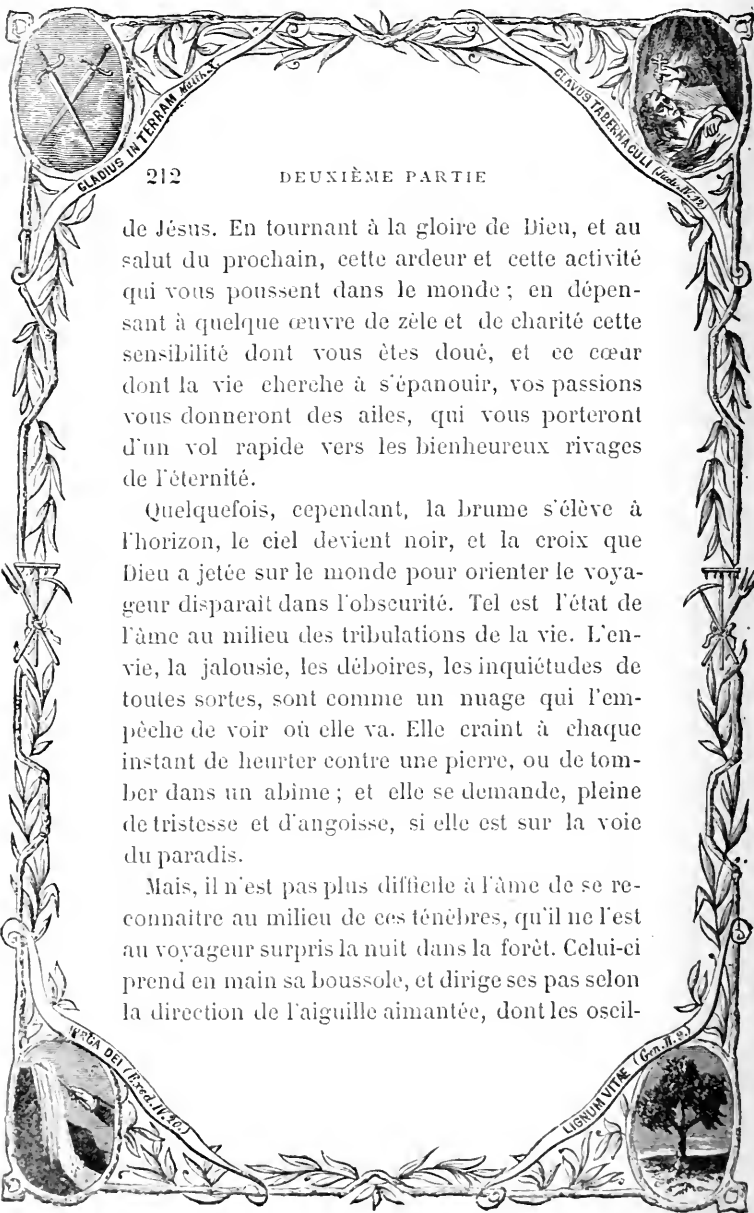 GLADIUS IN TERRAM Matth. X.
CLAVUS TABERNACULI (Jude. IV. 22)
212 DEUXIÈME PARTIE
de Jésus. En tournant à la gloire de Dieu, et au
salut du prochain, cette ardeur et cette activité
qui vous poussent dans le monde ; en dépen-
sant à quelque œuvre de zèle et de charité cette
sensibilité dont vous êtes doué, et ce cœur
dont la vie cherche à s'épanouir, vos passions
vous donneront des ailes, qui vous porteront
d'un vol rapide vers les bienheureux rivages
de l'éternité.
Quelquefois, cependant, la brume s'élève à
l'horizon, le ciel devient noir, et la croix que
Dieu a jetée sur le monde pour orienter le voya-
geur disparait dans l'obscurité. Tel est l'état de
l'âme au milieu des tribulations de la vie. L'en-
vie, la jalousie, les déboires, les inquiétudes de
toutes sortes, sont comme un nuage qui l'em-
pêche de voir où elle va. Elle craint à chaque
instant de heurter contre une pierre, ou de tom-
ber dans un abîme ; et elle se demande, pleine
de tristesse et d'angoisse, si elle est sur la voie
du paradis.
Mais, il n'est pas plus difficile à l'âme de se re-
connaitre au milieu de ces ténèbres, qu'il ne l'est
au voyageur surpris la nuit dans la forêt. Celui-ci
prend en main sa boussole, et dirige ses pas selon
la direction de l'aiguille aimantée, dont les oscil-
VIRGA DEI (Exod. IV. 20.)
LIGNUM VITÆ (Gen. II. 9.)